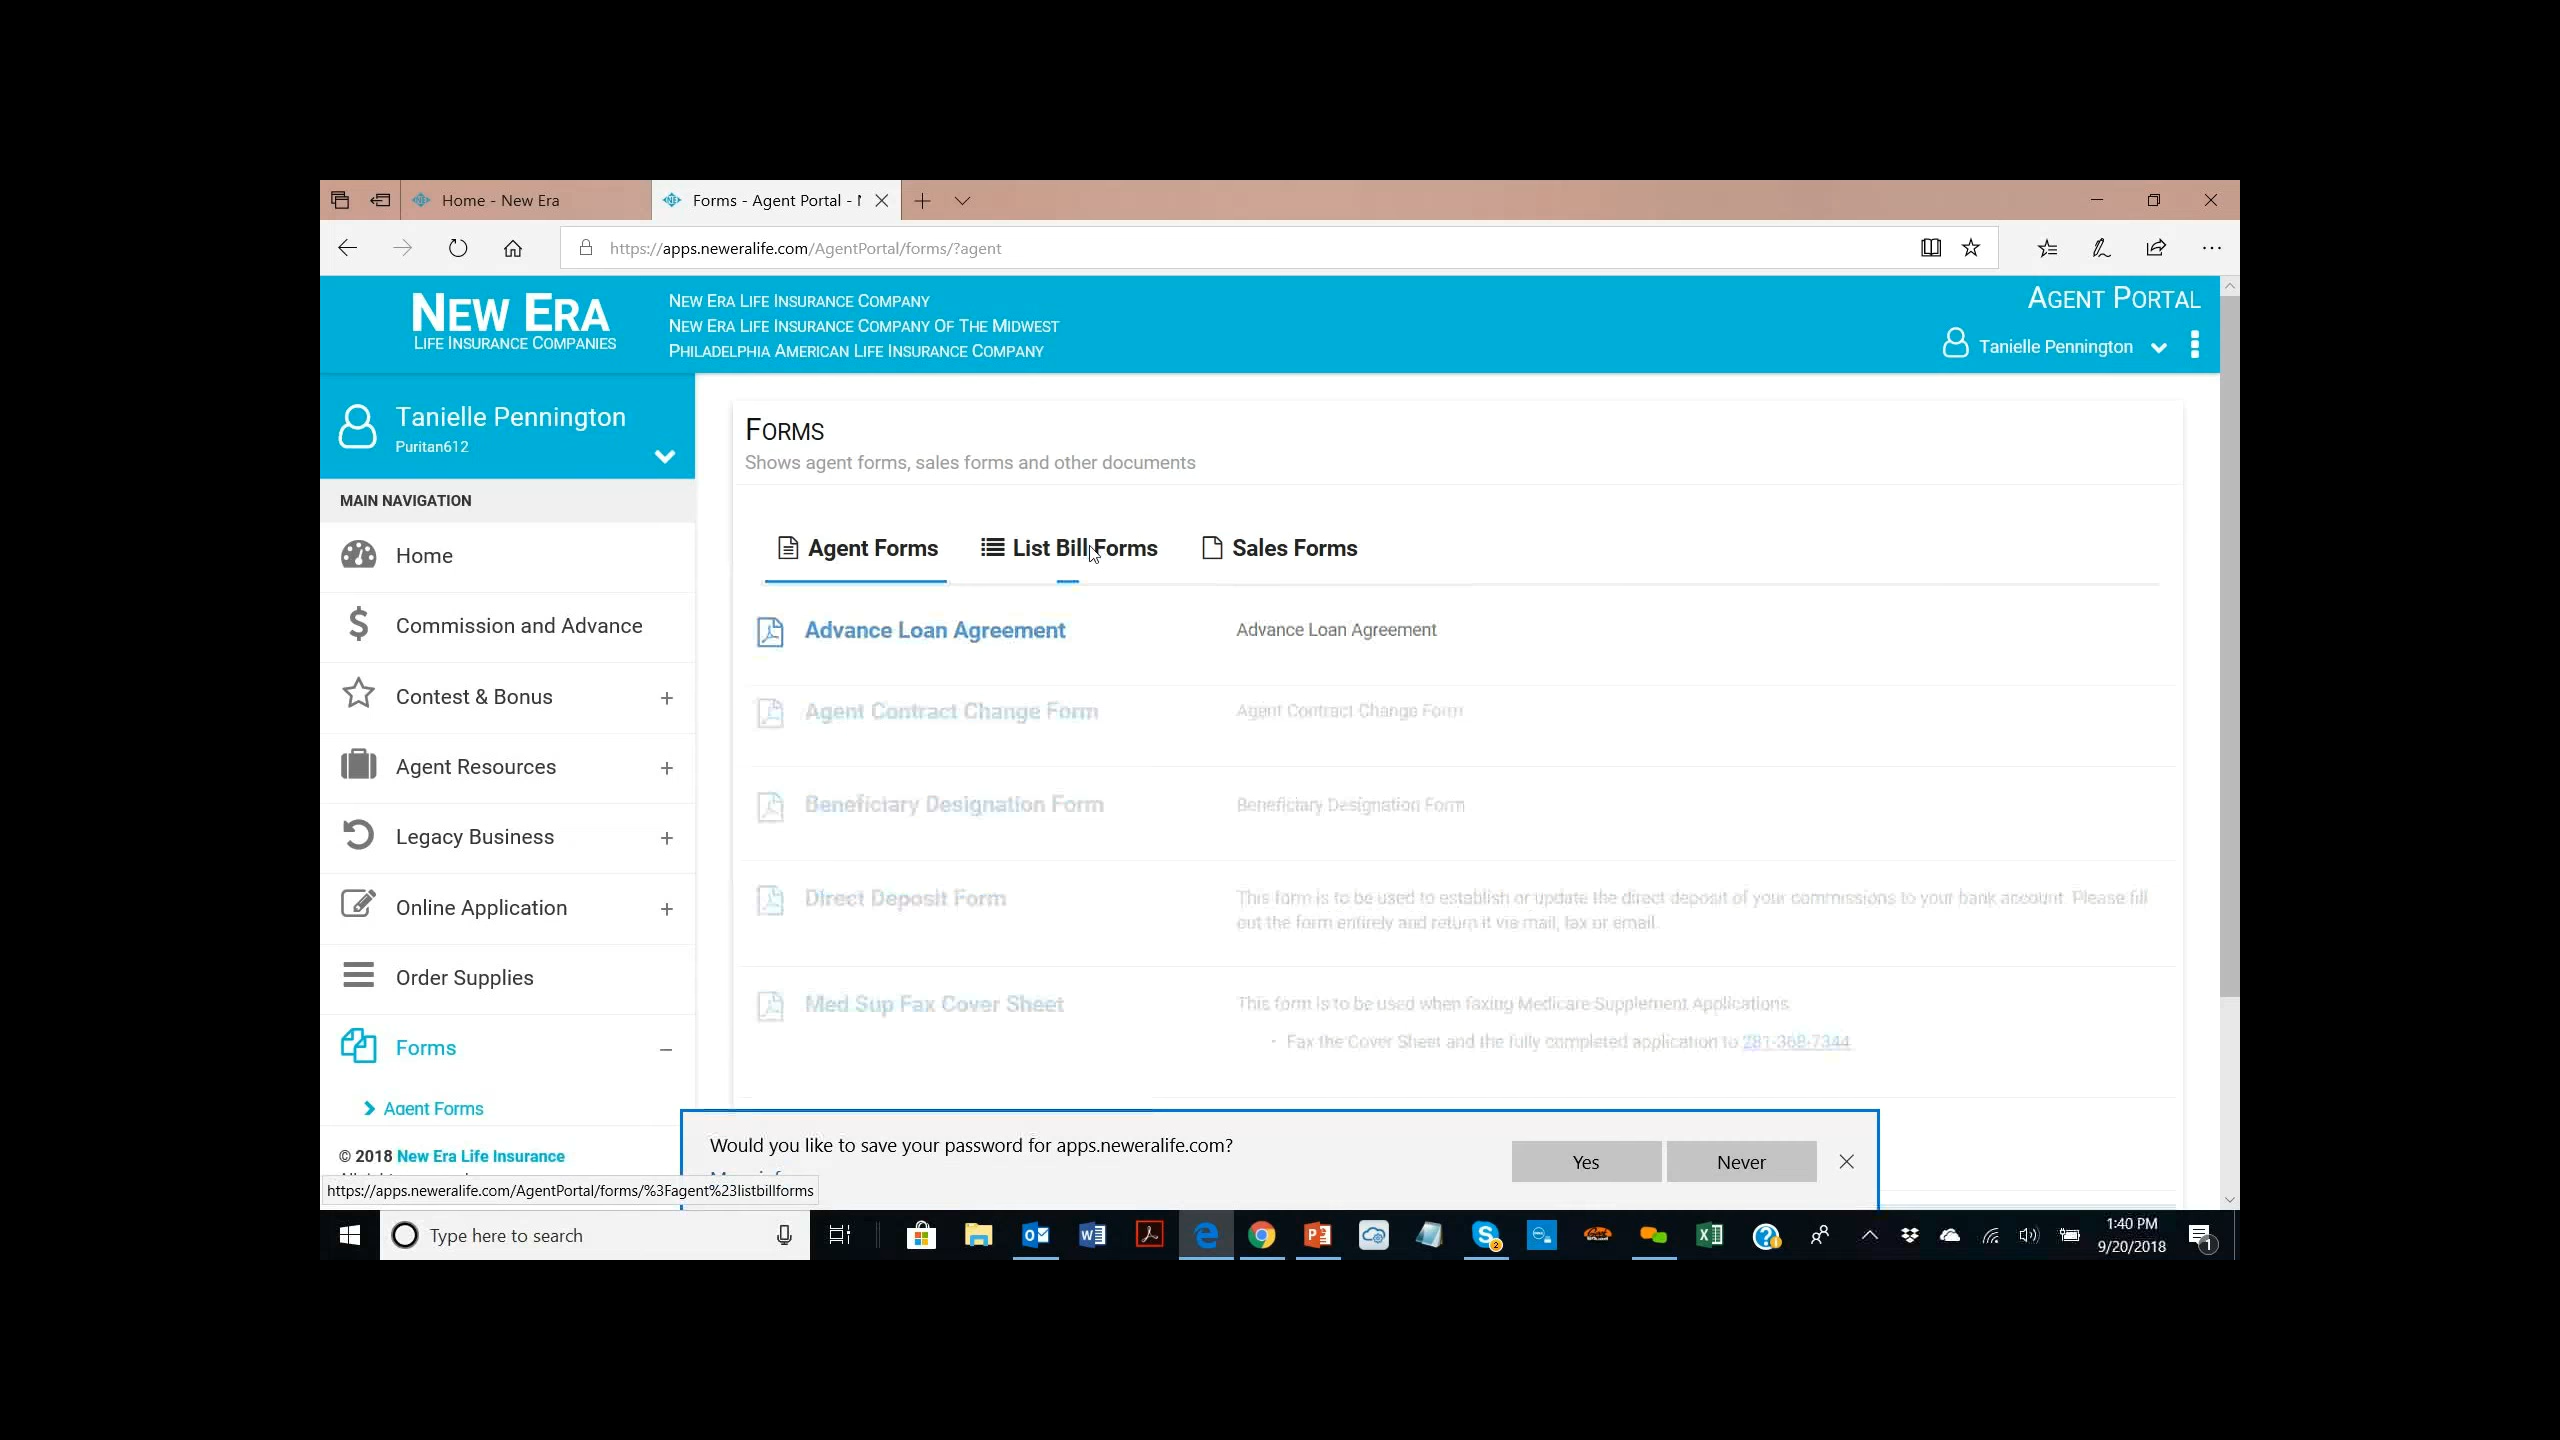 Home - New Era
Forms - Agent Portal - N
https://apps.neweralife.com/AgentPortal/forms/?agent
NEW ERA
LIFE INSURANCE COMPANIES
NEW ERA LIFE INSURANCE COMPANY
NEW ERA LIFE INSURANCE COMPANY OF THE MIDWEST
PHILADELPHIA AMERICAN LIFE INSURANCE COMPANY
AGENT PORTAL
Tanielle Pennington
Tanielle Pennington
Puritan612
MAIN NAVIGATION
Home
Commission and Advance
Contest & Bonus +
Agent Resources +
Legacy Business +
Online Application +
Order Supplies
Forms −
Agent Forms
© 2018 New Era Life Insurance
FORMS
Shows agent forms, sales forms and other documents
Agent Forms List Bill Forms Sales Forms
Advance Loan Agreement Advance Loan Agreement
Agent Contract Change Form Agent Contract Change Form
Beneficiary Designation Form Beneficiary Designation Form
Direct Deposit Form This form is to be used to establish or update the direct deposit of your commissions to your bank account. Please fill
out the form entirely and return it via mail, fax or email.
Med Sup Fax Cover Sheet This form is to be used when faxing Medicare Supplement Applications
- Fax the Cover Sheet and the fully completed application to 281-368-7344
Would you like to save your password for apps.neweralife.com?
Yes Never
https://apps.neweralife.com/AgentPortal/forms/%3Fagent%23listbillforms
Type here to search
1:40 PM
9/20/2018